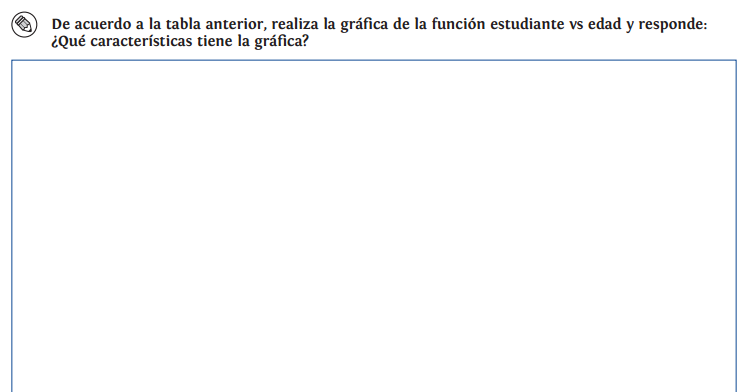 De acuerdo a la tabla anterior, realiza la gráfica de la función estudiante vs edad y responde:
¿Qué características tiene la gráfica?